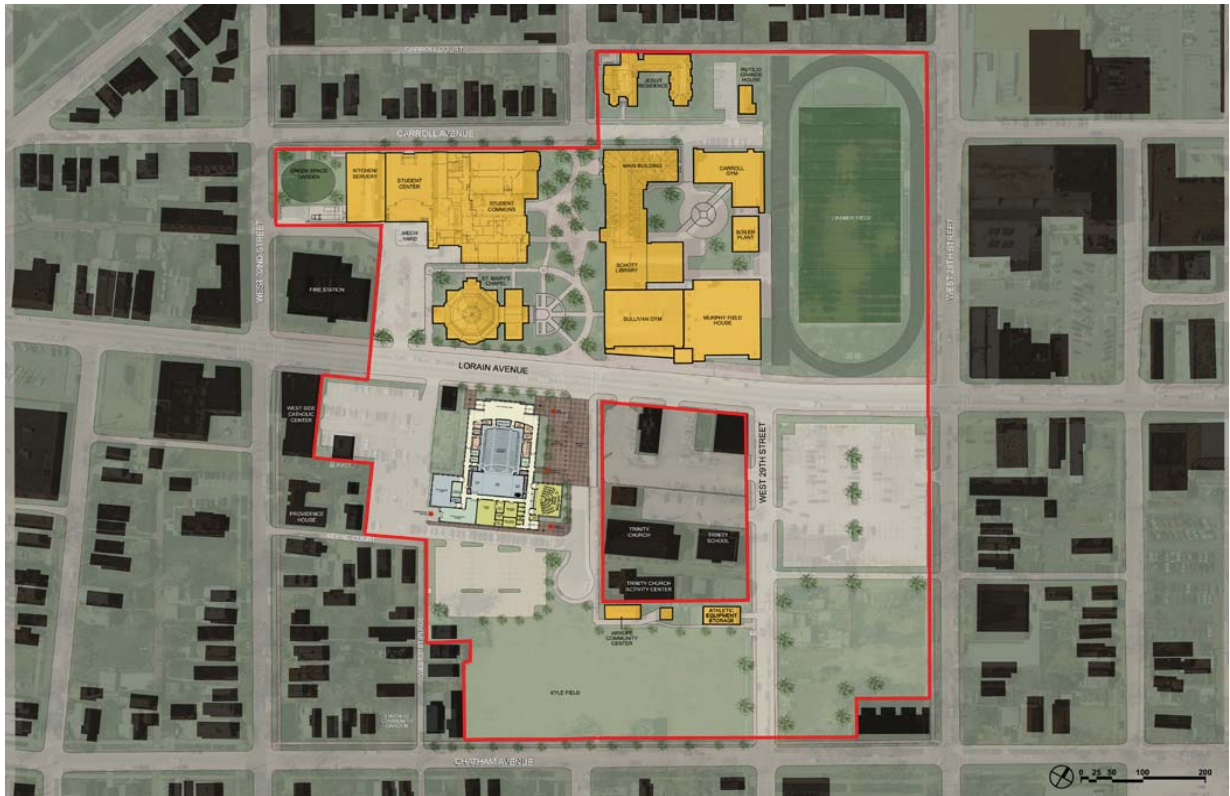 CARROLL COURT
CARROLL AVENUE
JESUIT
RESIDENCE
RUTILIO
GRANDE
HOUSE
GREEN SPACE
GARDEN
KITCHEN/
SERVERY
STUDENT
CENTER
STUDENT
COMMONS
MAIN BUILDING
CARROLL
GYM
BOILER
PLANT
MECH
YARD
WEST 32ND STREET
FIRE STATION
ST. MARY'S
CHAPEL
SCHOTT
LIBRARY
SULLIVAN GYM
MURPHY FIELD
HOUSE
LORAIN AVENUE
WEST SIDE
CATHOLIC
CENTER
PROVIDENCE
HOUSE
WEST 29TH STREET
TRINITY
CHURCH
TRINITY
SCHOOL
TRINITY CHURCH
ACTIVITY CENTER
ARRUPE
COMMUNITY
CENTER
ATHLETIC
EQUIPMENT
STORAGE
KYLE FIELD
CHATHAM AVENUE
0 25 50 100 200